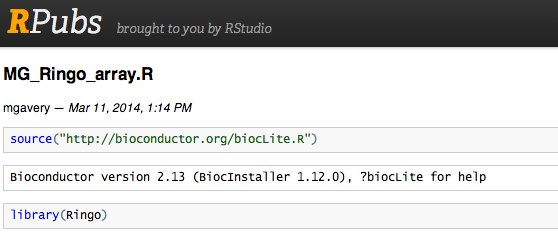 RPubs brought to you by RStudio
MG_Ringo_array.R
mgavery — Mar 11, 2014, 1:14 PM
source("http://bioconductor.org/biocLite.R")
Bioconductor version 2.13 (BiocInstaller 1.12.0), ?biocLite for help
library(Ringo)